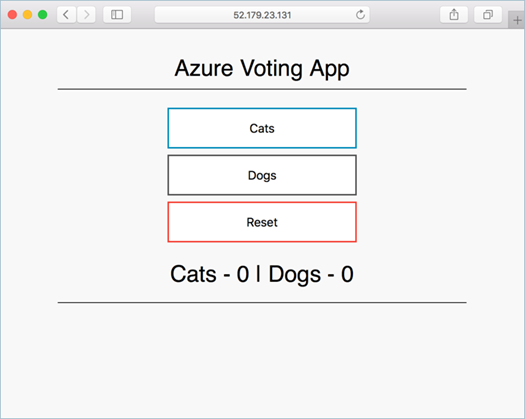 52.179.23.131
Azure Voting App
Cats
Dogs
Reset
Cats - 0 | Dogs - 0